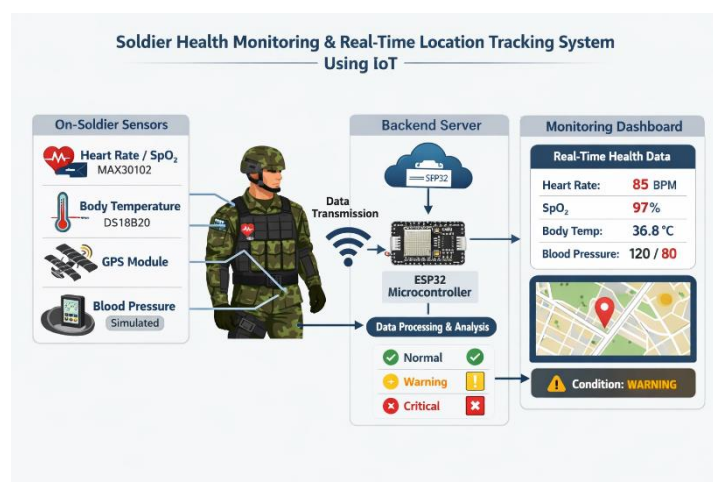 Soldier Health Monitoring & Real-Time Location Tracking System
Using IoT
On-Soldier Sensors
Heart Rate / SpO₂
MAX30102
Body Temperature
DS18B20
GPS Module
Blood Pressure
Simulated
Data
Transmission
Backend Server
ESP32
Microcontroller
Data Processing & Analysis
Normal
Warning
Critical
Monitoring Dashboard
Real-Time Health Data
Heart Rate: 85 BPM
SpO₂ 97%
Body Temp: 36.8 °C
Blood Pressure: 120 / 80
Condition: WARNING